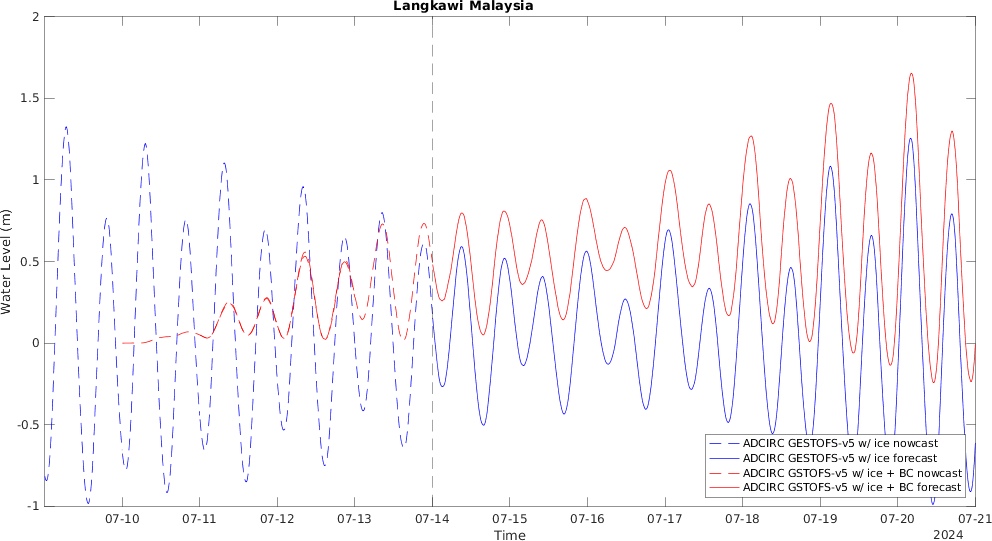 Langkawi Malaysia
2
1.5
1
0.5
0
-0.5
-1
Water Level (m)
07-10 07-11 07-12 07-13 07-14 07-15 07-16 07-17 07-18 07-19 07-20 07-21
Time
2024
ADCIRC GESTOFS-v5 w/ ice nowcast
ADCIRC GESTOFS-v5 w/ ice forecast
ADCIRC GSTOFS-v5 w/ ice + BC nowcast
ADCIRC GSTOFS-v5 w/ ice + BC forecast